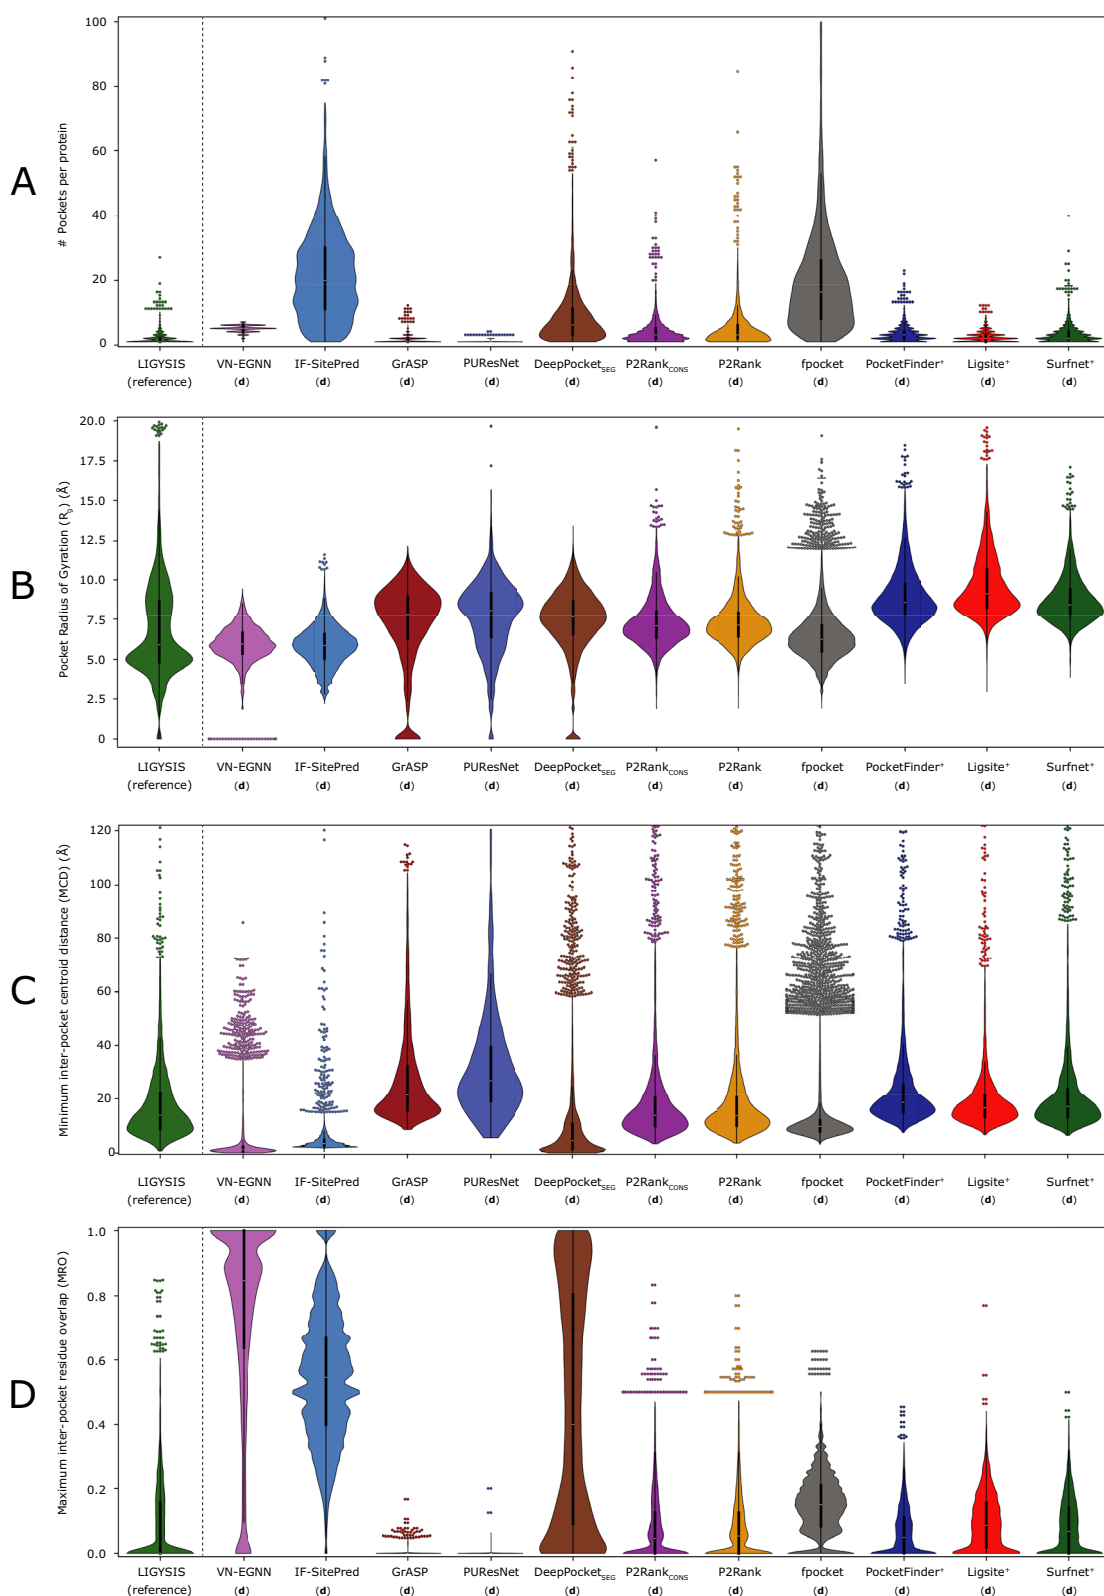 A
# Pockets per protein
100
80
60
40
20
0
LIGYSIS VN-EGNN IF-SitePred GrASP PUResNet DeepPocketSEG P2RankCONS P2Rank fpocket PocketFinder+ Ligsite+ Surfnet+
(reference) (d) (d) (d) (d) (d) (d) (d) (d) (d) (d) (d)
B
Pocket Radius of Gyration (Rg) (Å)
20.0
17.5
15.0
12.5
10.0
7.5
5.0
2.5
0
LIGYSIS VN-EGNN IF-SitePred GrASP PUResNet DeepPocketSEG P2RankCONS P2Rank fpocket PocketFinder+ Ligsite+ Surfnet+
(reference) (d) (d) (d) (d) (d) (d) (d) (d) (d) (d) (d)
C
Minimum inter-pocket centroid distance (MCD) (Å)
120
100
80
60
40
20
0
LIGYSIS VN-EGNN IF-SitePred GrASP PUResNet DeepPocketSEG P2RankCONS P2Rank fpocket PocketFinder+ Ligsite+ Surfnet+
(reference) (d) (d) (d) (d) (d) (d) (d) (d) (d) (d) (d)
D
Maximum inter-pocket residue overlap (MRO)
1.0
0.8
0.6
0.4
0.2
0.0
LIGYSIS VN-EGNN IF-SitePred GrASP PUResNet DeepPocketSEG P2RankCONS P2Rank fpocket PocketFinder+ Ligsite+ Surfnet+
(reference) (d) (d) (d) (d) (d) (d) (d) (d) (d) (d) (d)